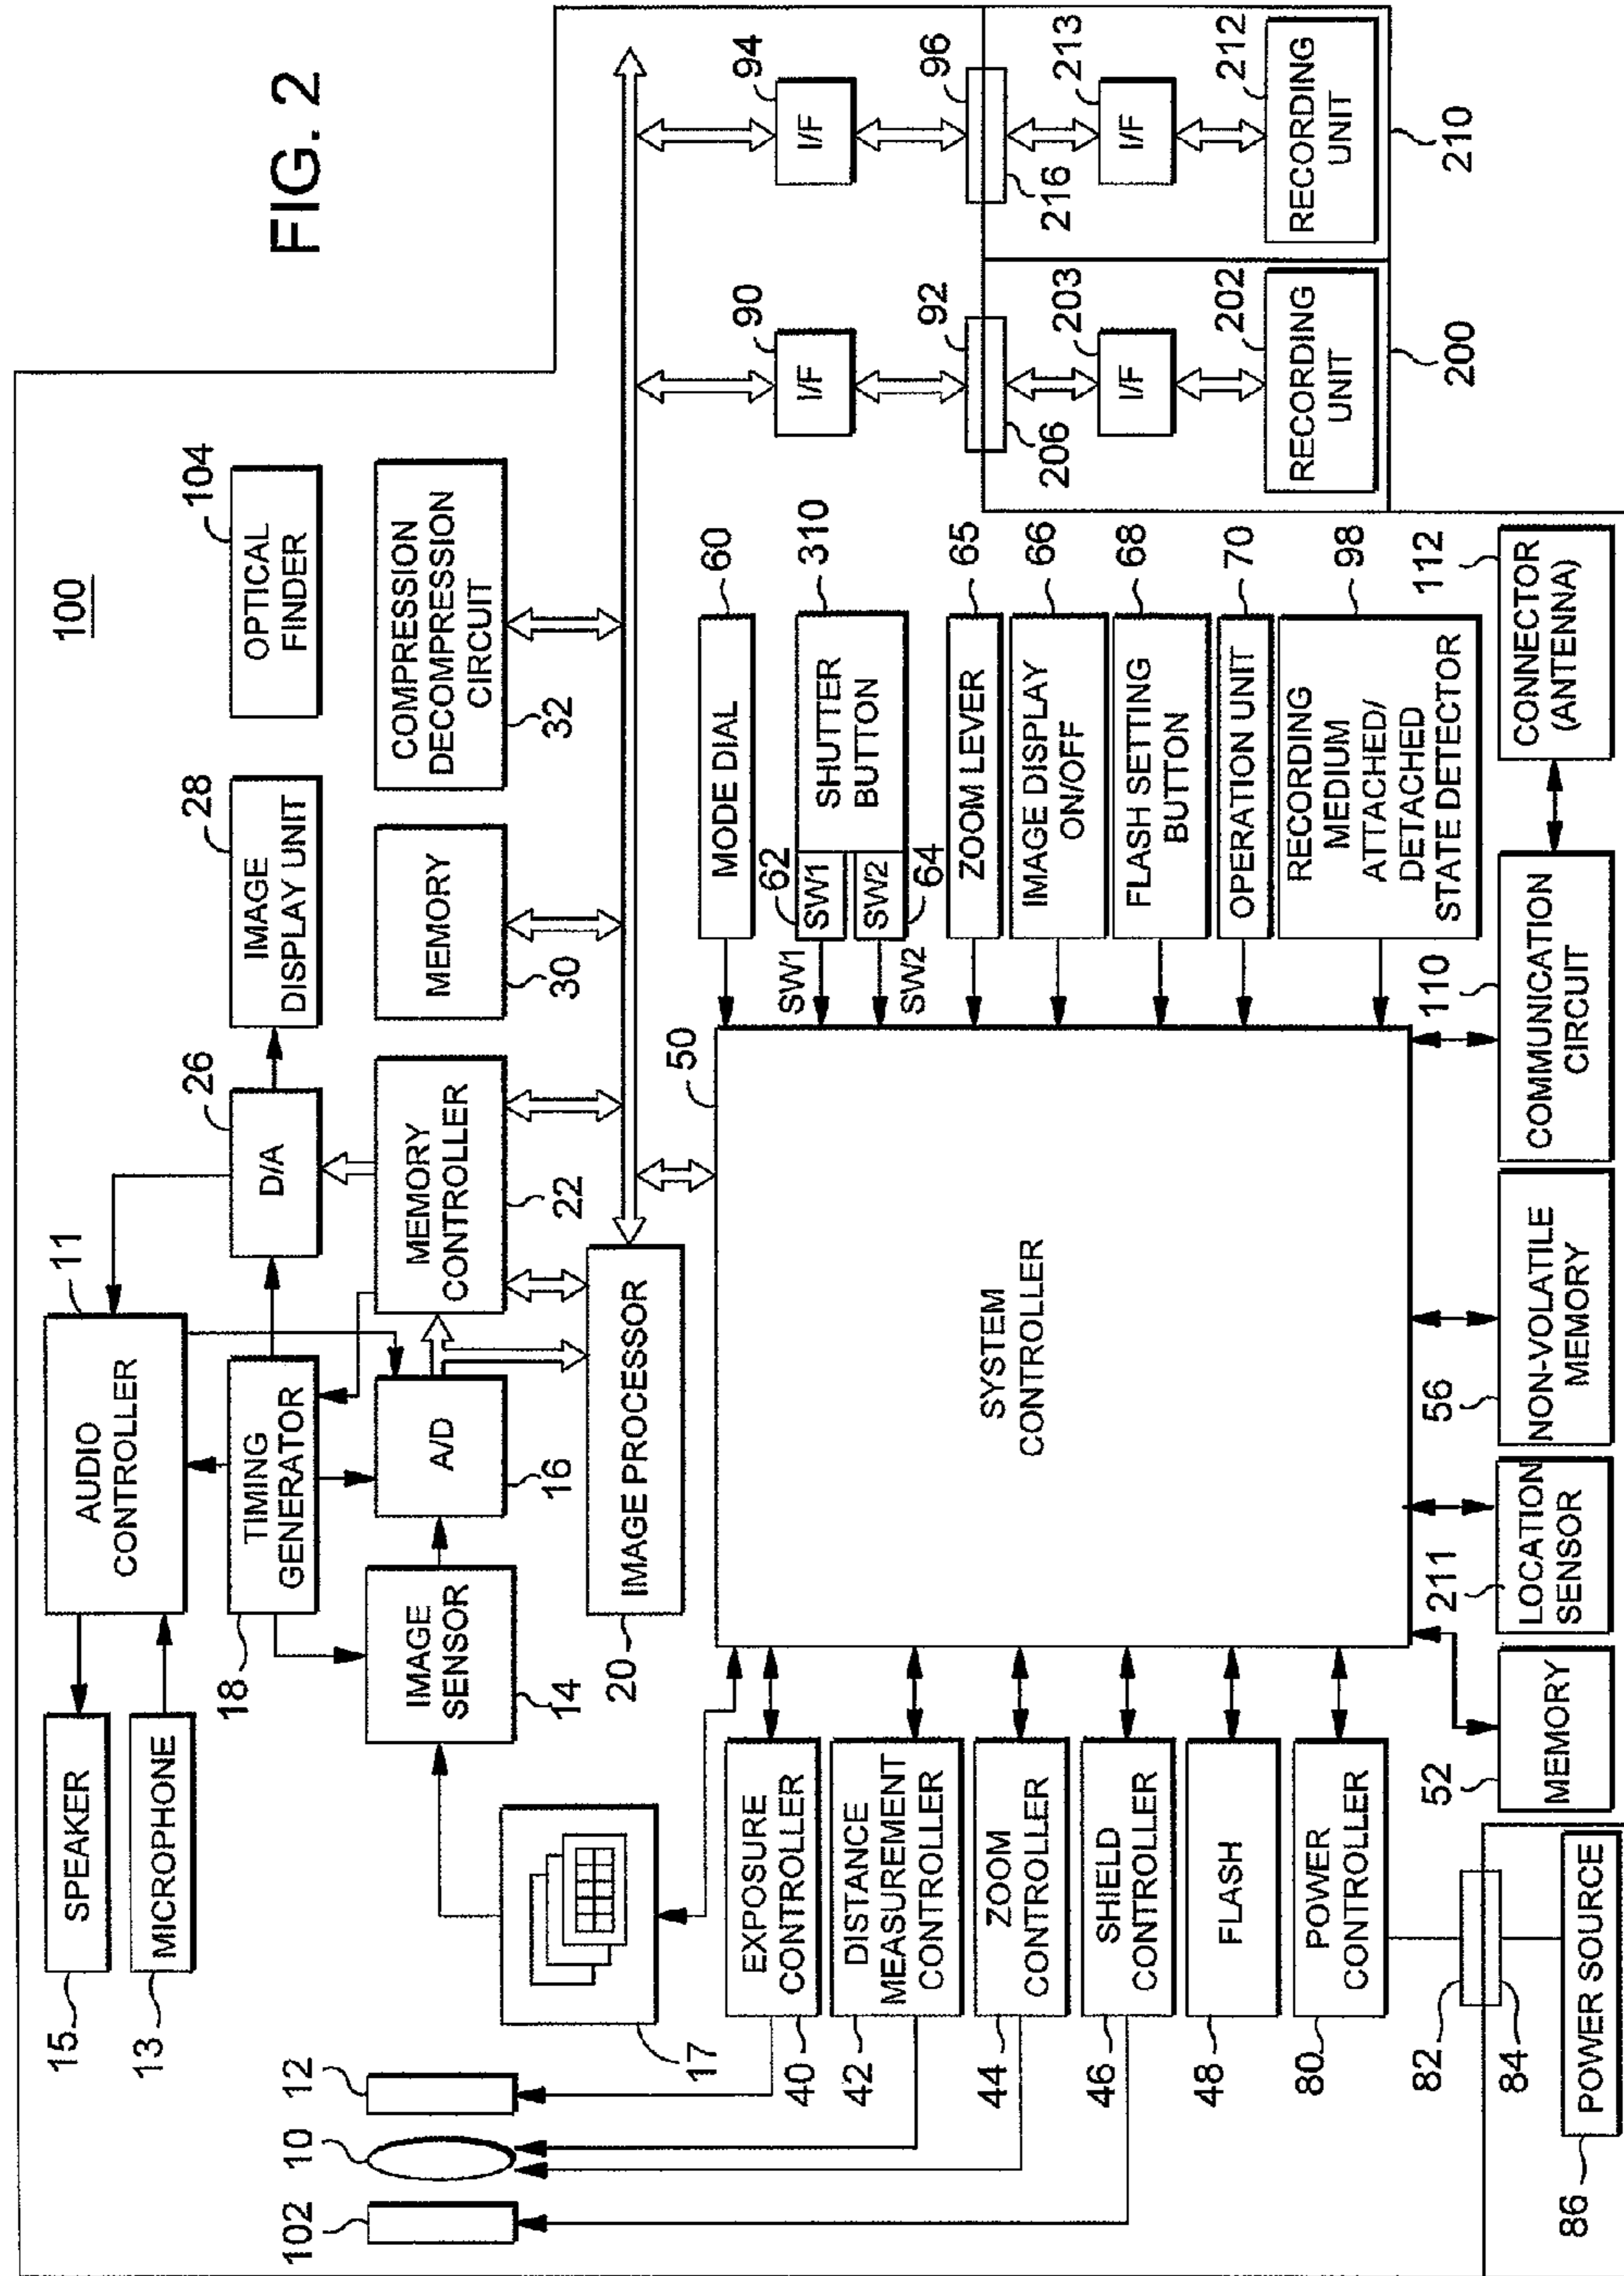 FIG. 2
100
15
SPEAKER
13
MICROPHONE
AUDIO
CONTROLLER
11
18
TIMING
GENERATOR
D/A
26
IMAGE
DISPLAY UNIT
28
OPTICAL
FINDER
104
102
10
12
17
IMAGE
SENSOR
14
A/D
16
MEMORY
CONTROLLER
22
MEMORY
30
COMPRESSION
DECOMPRESSION
CIRCUIT
32
20
IMAGE PROCESSOR
EXPOSURE
CONTROLLER
40
DISTANCE
MEASUREMENT
CONTROLLER
42
ZOOM
CONTROLLER
44
SHIELD
CONTROLLER
46
FLASH
48
POWER
CONTROLLER
80
82
84
86
POWER SOURCE
SYSTEM
CONTROLLER
50
MODE DIAL
60
62
SW1
SW1
SW2
SW2
64
SHUTTER
BUTTON
310
ZOOM LEVER
65
IMAGE DISPLAY
ON/OFF
66
FLASH SETTING
BUTTON
68
OPERATION UNIT
70
RECORDING
MEDIUM
ATTACHED/
DETACHED
STATE DETECTOR
98
52
MEMORY
211
LOCATION
SENSOR
56
NON-VOLATILE
MEMORY
110
COMMUNICATION
CIRCUIT
112
CONNECTOR
(ANTENNA)
I/F
90
92
206
I/F
203
RECORDING
UNIT
202
200
I/F
94
96
216
I/F
213
RECORDING
UNIT
212
210